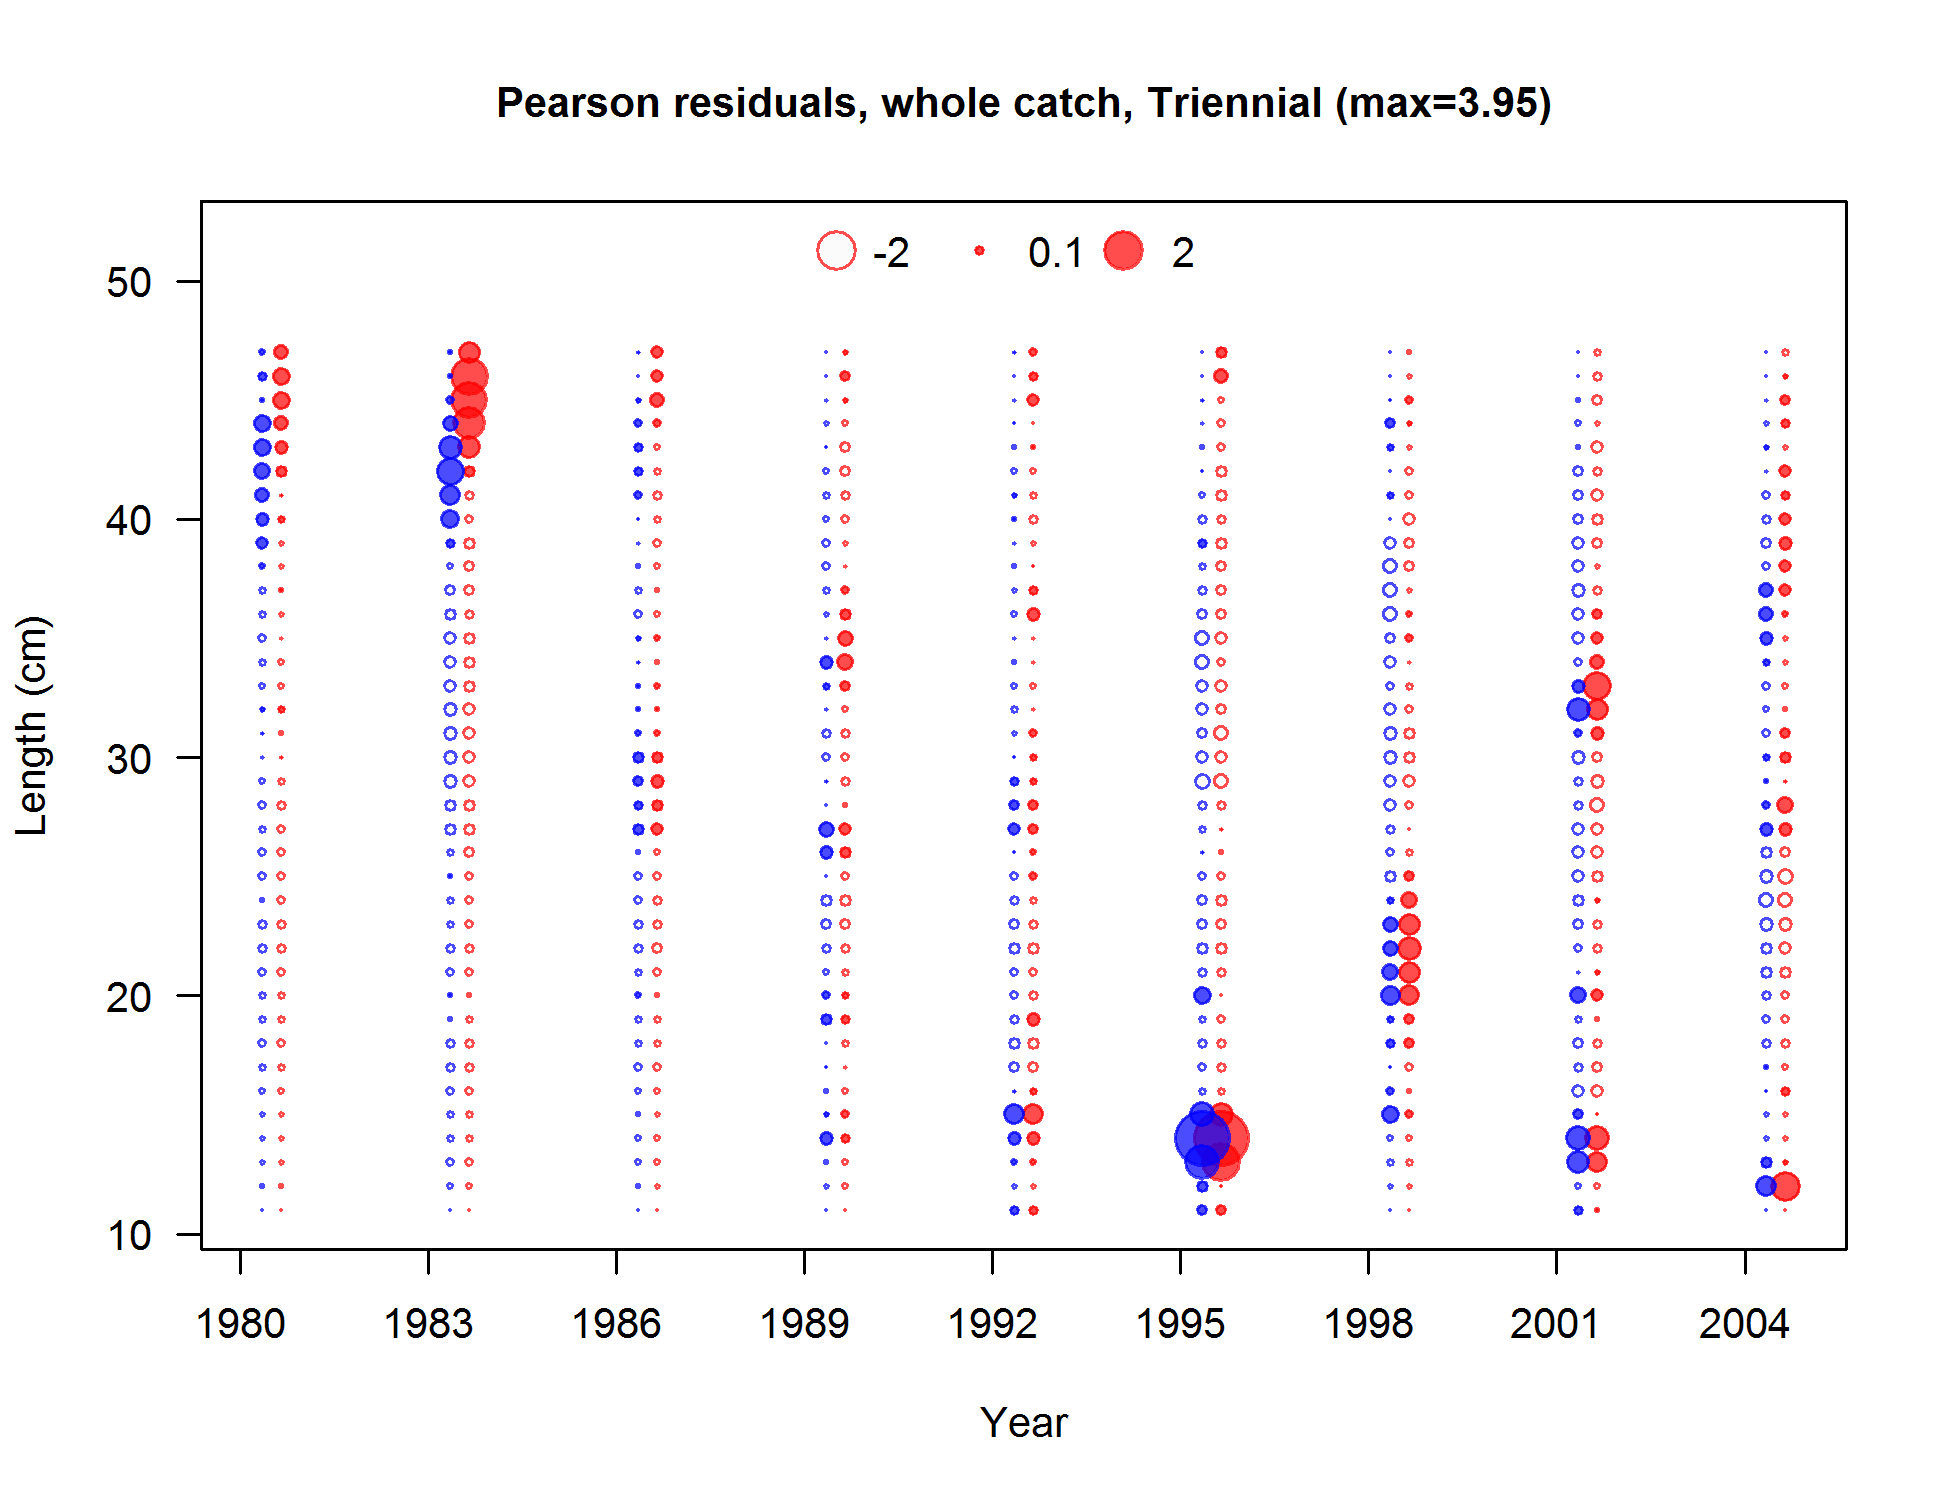 Pearson residuals, whole catch, Triennial (max=3.95)
-2 0.1 2
50
40
30
20
10
Length (cm)
1980 1983 1986 1989 1992 1995 1998 2001 2004
Year